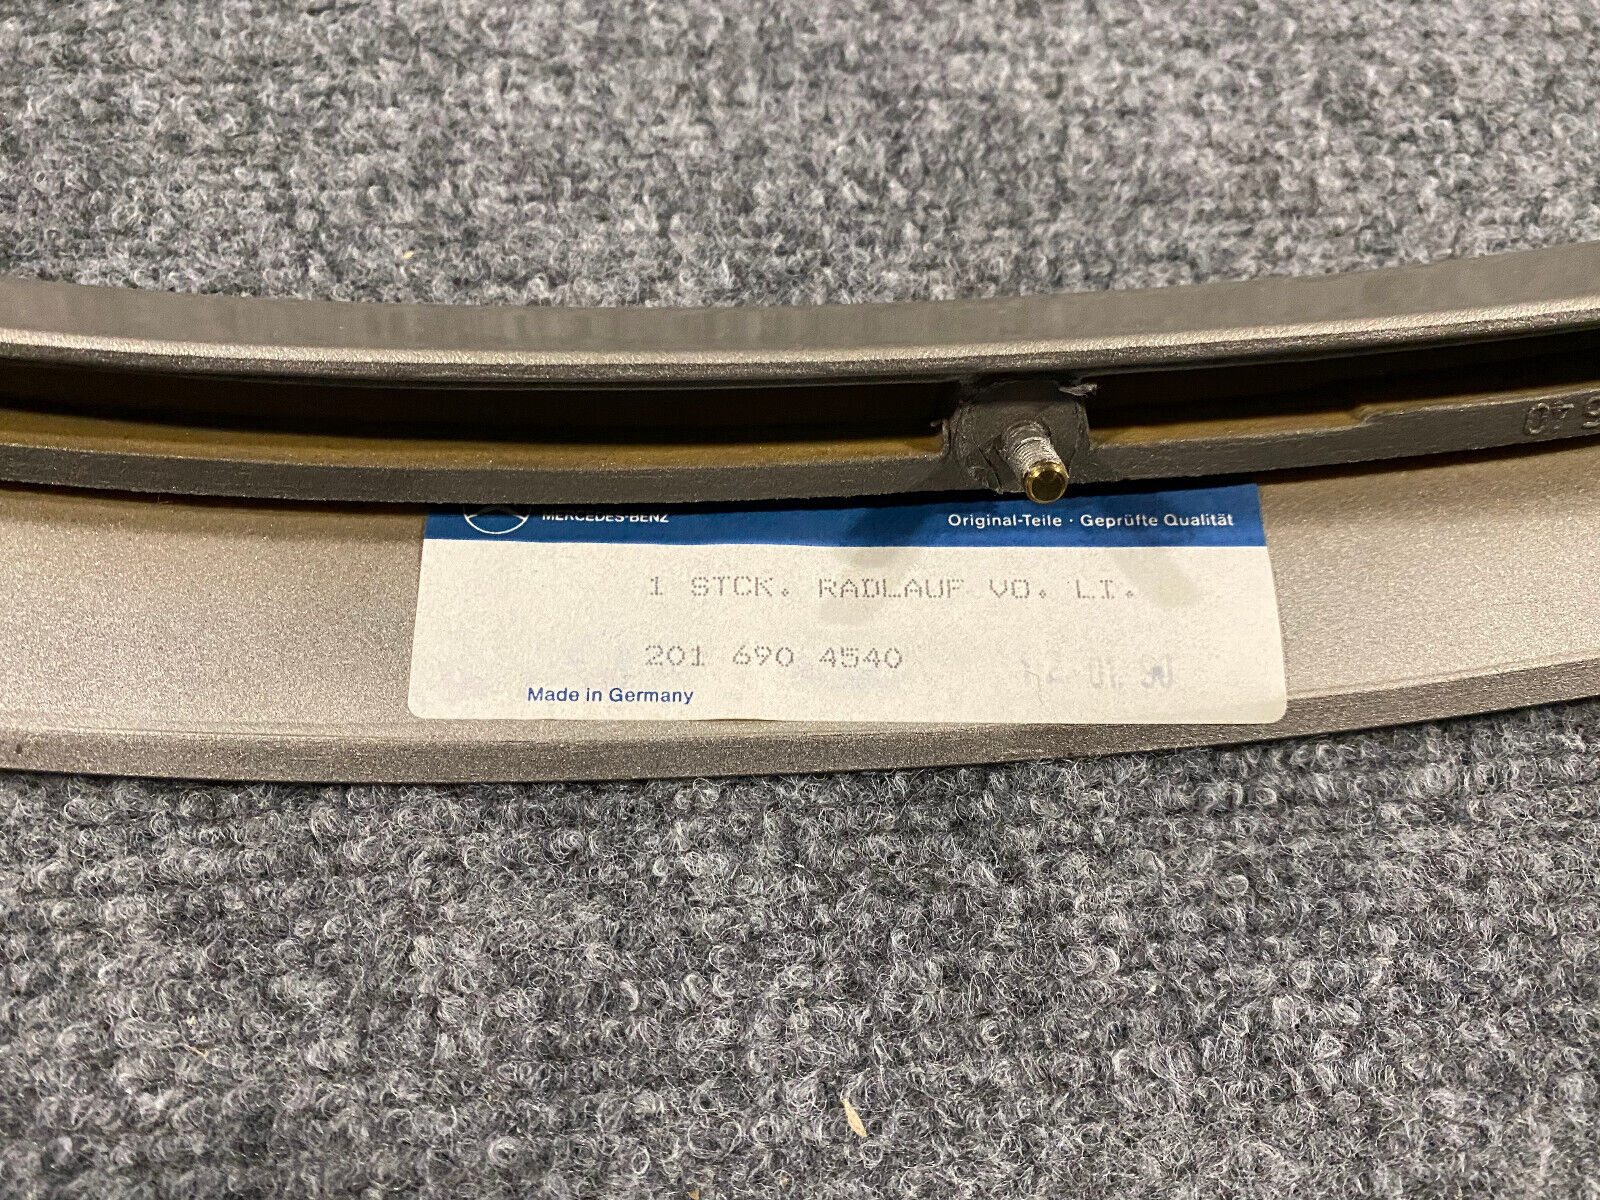 MERCEDES-BENZ
Original-Teile · Geprüfte Qualität
1 STCK. RADLAUF VO. LI.
201 690 4540
Made in Germany